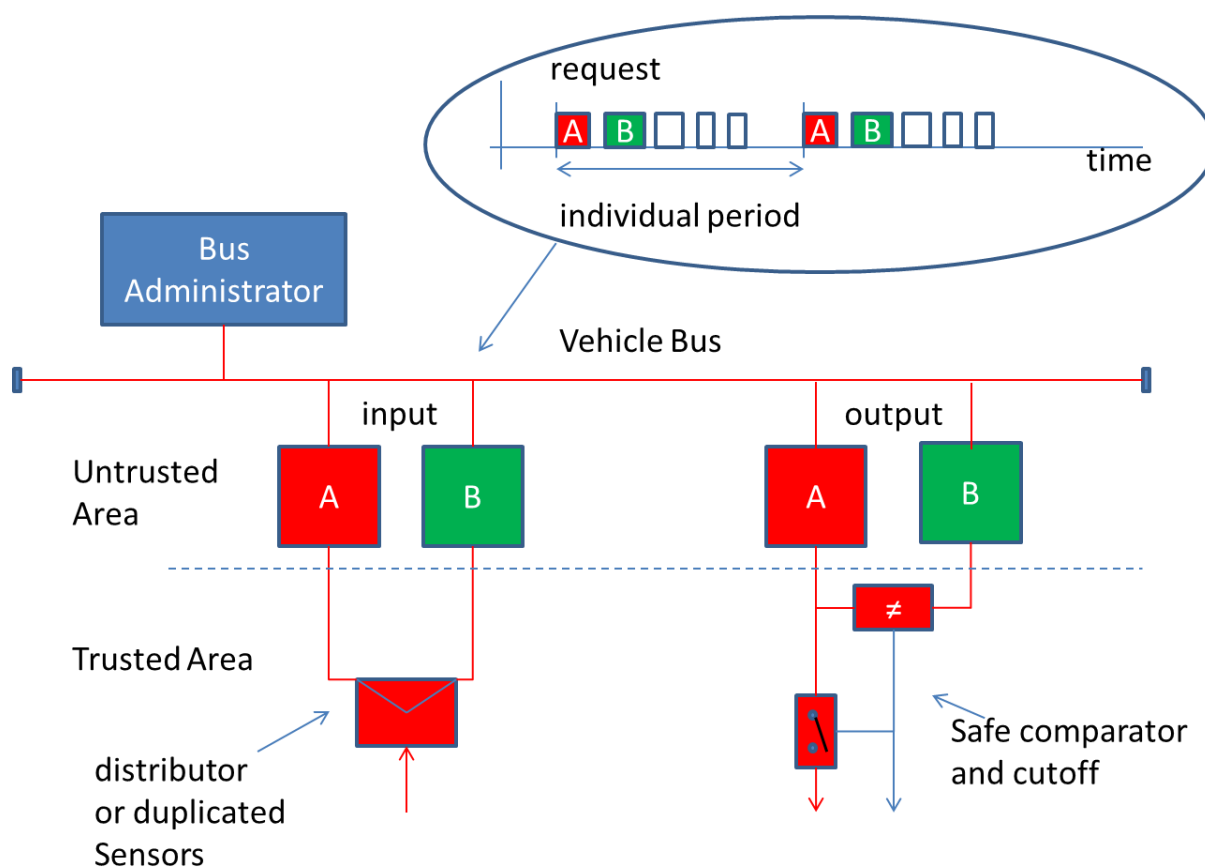 request
A
B
A
B
time
individual period
Bus
Administrator
Vehicle Bus
input
output
Untrusted
Area
A
B
A
B
≠
Trusted Area
distributor
or duplicated
Sensors
Safe comparator
and cutoff